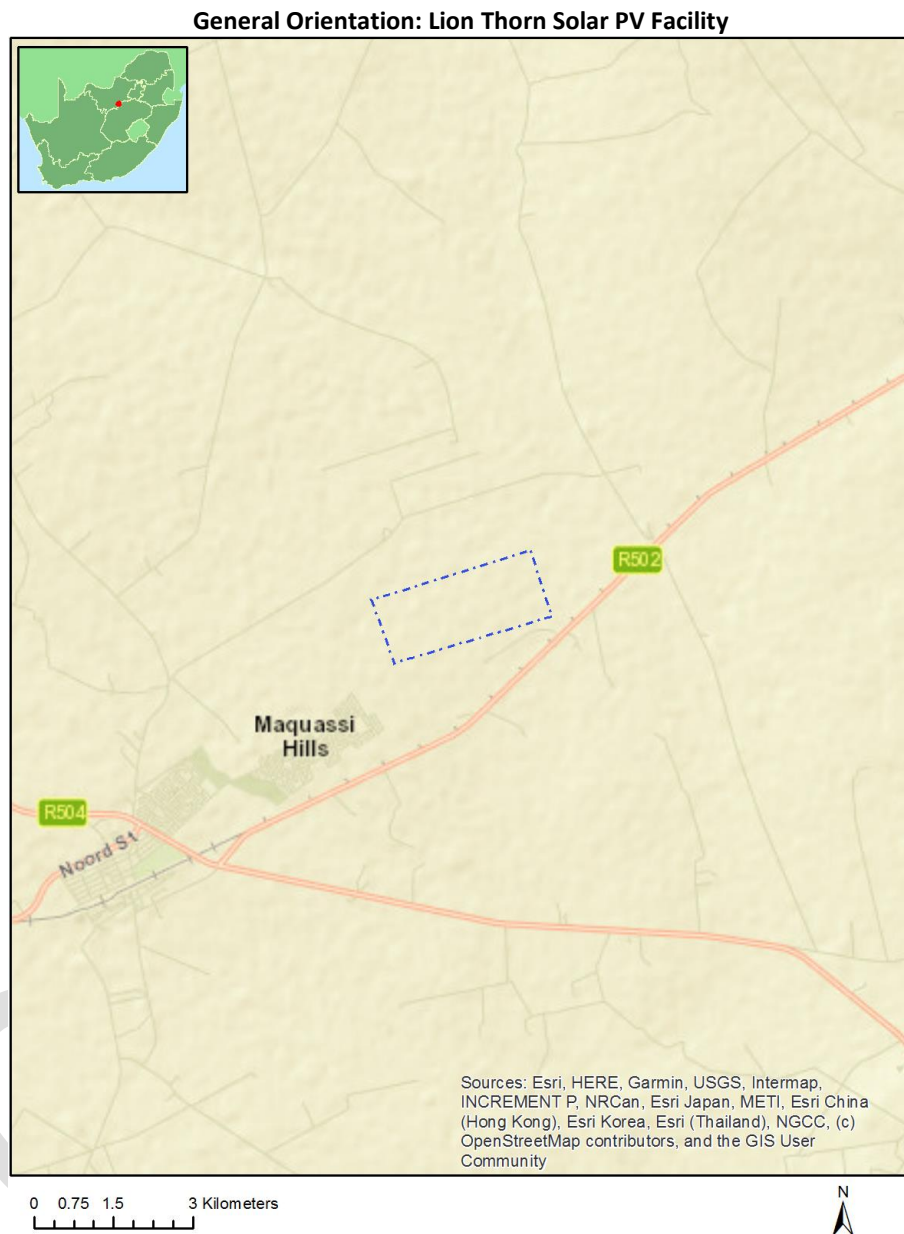 General Orientation: Lion Thorn Solar PV Facility
R502
Maquassi
Hills
R504
Noord St
Sources: Esri, HERE, Garmin, USGS, Intermap,
INCREMENT P, NRCan, Esri Japan, METI, Esri China
(Hong Kong), Esri Korea, Esri (Thailand), NGCC, (c)
OpenStreetMap contributors, and the GIS User
Community
0 0.75 1.5 3 Kilometers
N